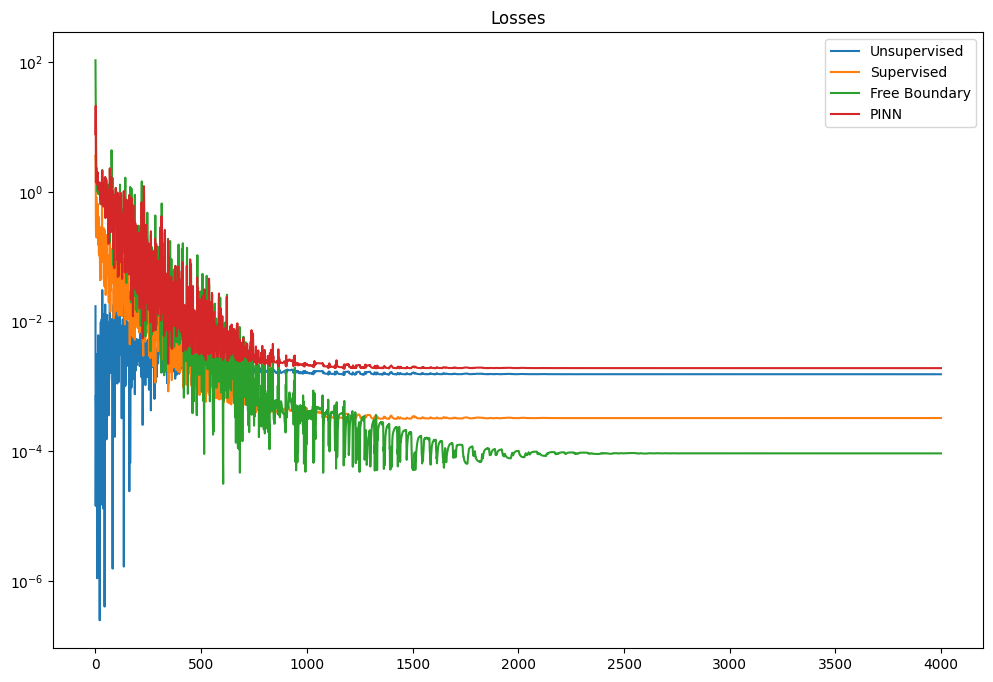 Losses
Unsupervised
Supervised
Free Boundary
PINN
10²
10⁰
10⁻²
10⁻⁴
10⁻⁶
0 500 1000 1500 2000 2500 3000 3500 4000